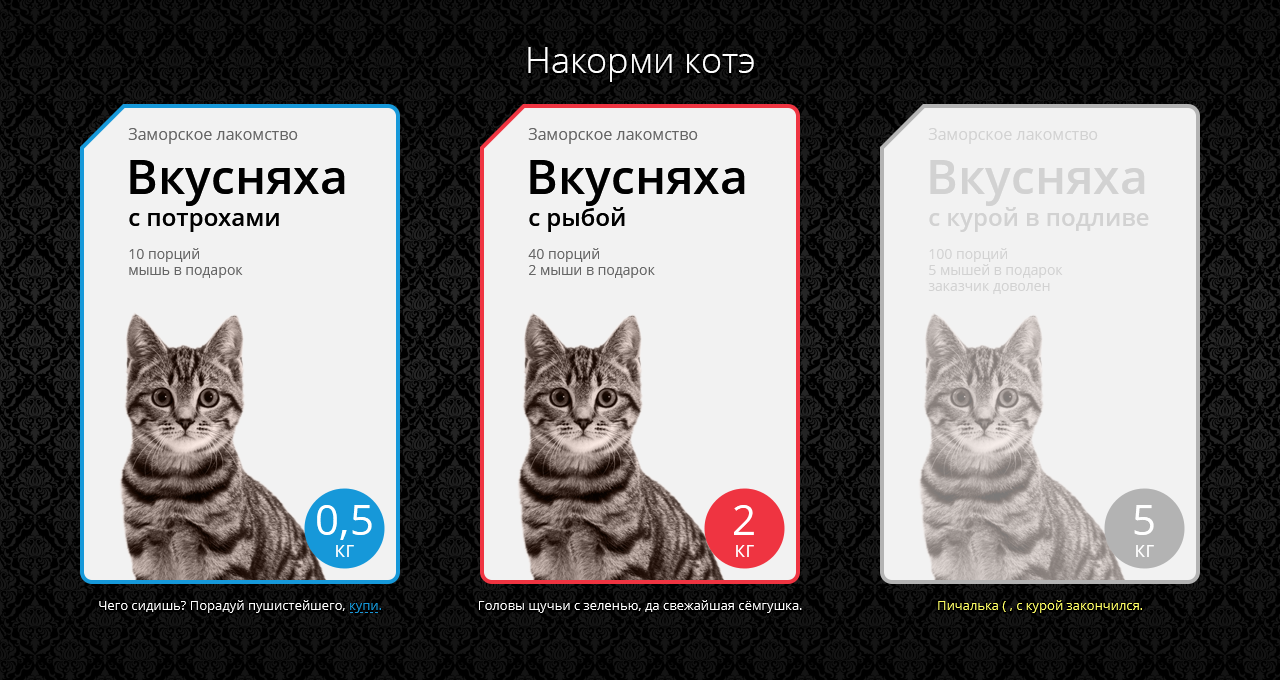 Накорми котэ
Заморское лакомство
Вкусняха
с потрохами
10 порций
мышь в подарок
0,5
кг
Чего сидишь? Порадуй пушистейшего, купи.
Заморское лакомство
Вкусняха
с рыбой
40 порций
2 мыши в подарок
2
кг
Головы щучьи с зеленью, да свежайшая сёмгушка.
Заморское лакомство
Вкусняха
с курой в подливе
100 порций
5 мышей в подарок
заказчик доволен
5
кг
Пичалька ( , с курой закончился.